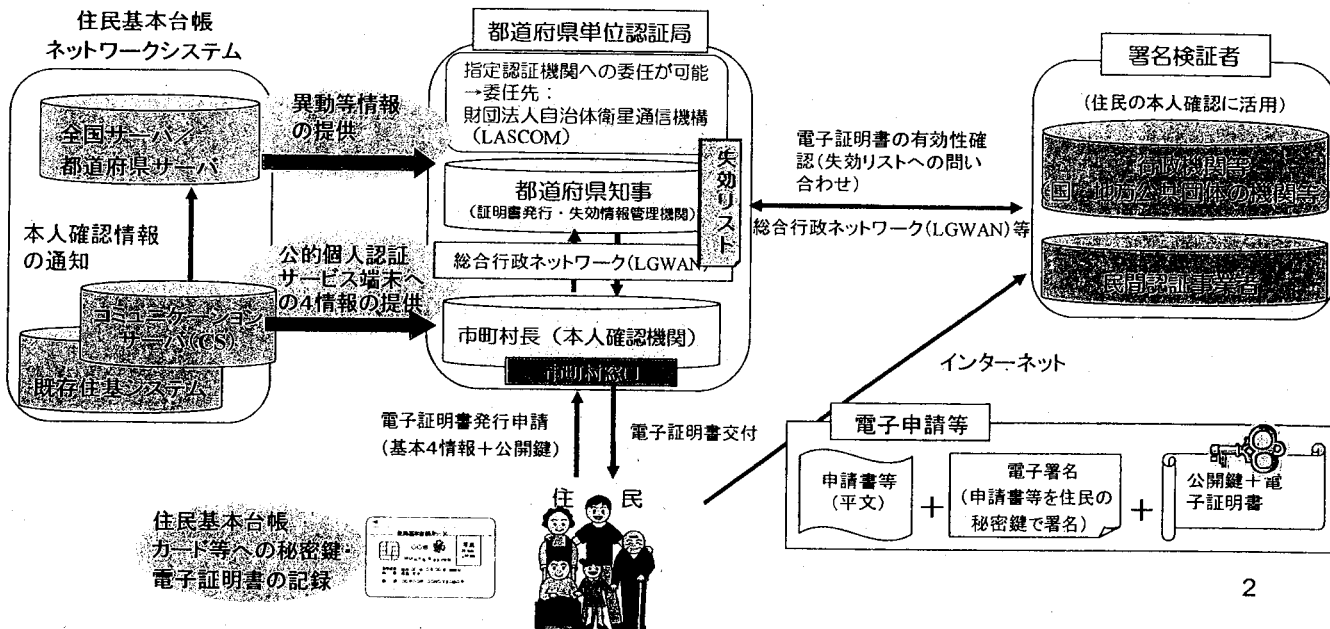 住民基本台帳
ネットワークシステム
全国サーバ／
都道府県サーバ
本人確認情報
の通知
コミュニケーション
サーバ(CS)
既存住基システム
異動等情報
の提供
公的個人認証
サービス端末へ
の4情報の提供
都道府県単位認証局
指定認証機関への委任が可能
→委任先：
財団法人自治体衛星通信機構
(LASCOM)
都道府県知事
(証明書発行・失効情報管理機関)
失効リスト
総合行政ネットワーク(LGWAN)
市町村長（本人確認機関）
市町村窓口
電子証明書発行申請
(基本4情報＋公開鍵)
電子証明書交付
住民
住民基本台帳
カード等への秘密鍵・
電子証明書の記録
電子証明書の有効性確
認(失効リストへの問い
合わせ)
総合行政ネットワーク(LGWAN)等
署名検証者
(住民の本人確認に活用)
行政機関等
(国・地方公共団体の機関等)
民間認証事業者
インターネット
電子申請等
申請書等
(平文)
＋
電子署名
(申請書等を住民の
秘密鍵で署名)
＋
公開鍵＋電
子証明書
2